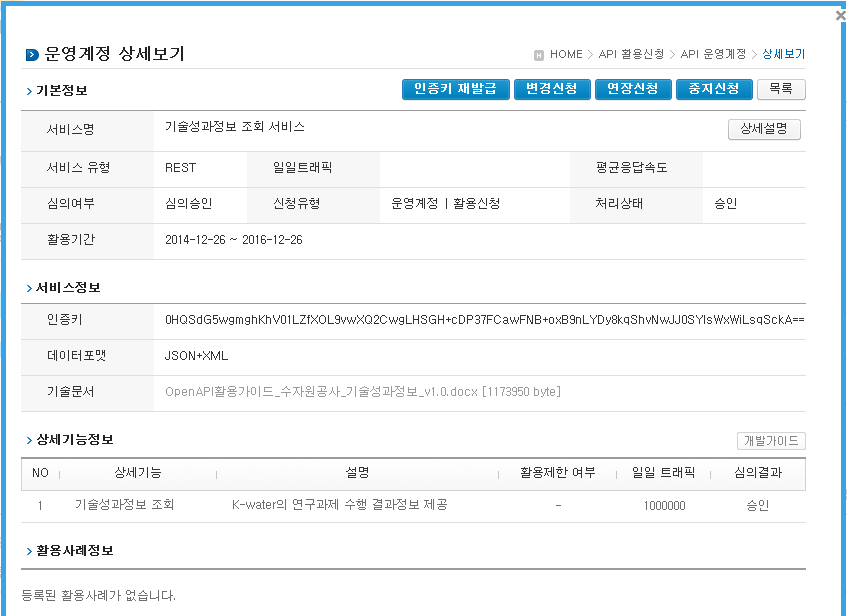 운영계정 상세보기
HOME > API 활용신청 > API 운영계정 > 상세보기
기본정보
인증키 재발급 변경신청 연장신청 중지신청 목록
서비스명 기술성과정보 조회 서비스 상세설명
서비스 유형 REST 일일트래픽 평균응답속도
심의여부 심의승인 신청유형 운영계정 | 활용신청 처리상태 승인
활용기간 2014-12-26 ~ 2016-12-26
서비스정보
인증키 0HQSdG5wgmghKhV01LZfXOL9vwXQ2CwgLHSGH+cDP37FCawFNB+oxB9nLYDy8kqShvNwJJ0SYIsWxWiLsqSckA==
데이터포맷 JSON+XML
기술문서 OpenAPI활용가이드_수자원공사_기술성과정보_v1.0.docx [1173950 byte]
상세기능정보 개발가이드
NO 상세기능 설명 활용제한 여부 일일 트래픽 심의결과
1 기술성과정보 조회 K-water의 연구과제 수행 결과정보 제공 - 1000000 승인
활용사례정보
등록된 활용사례가 없습니다.